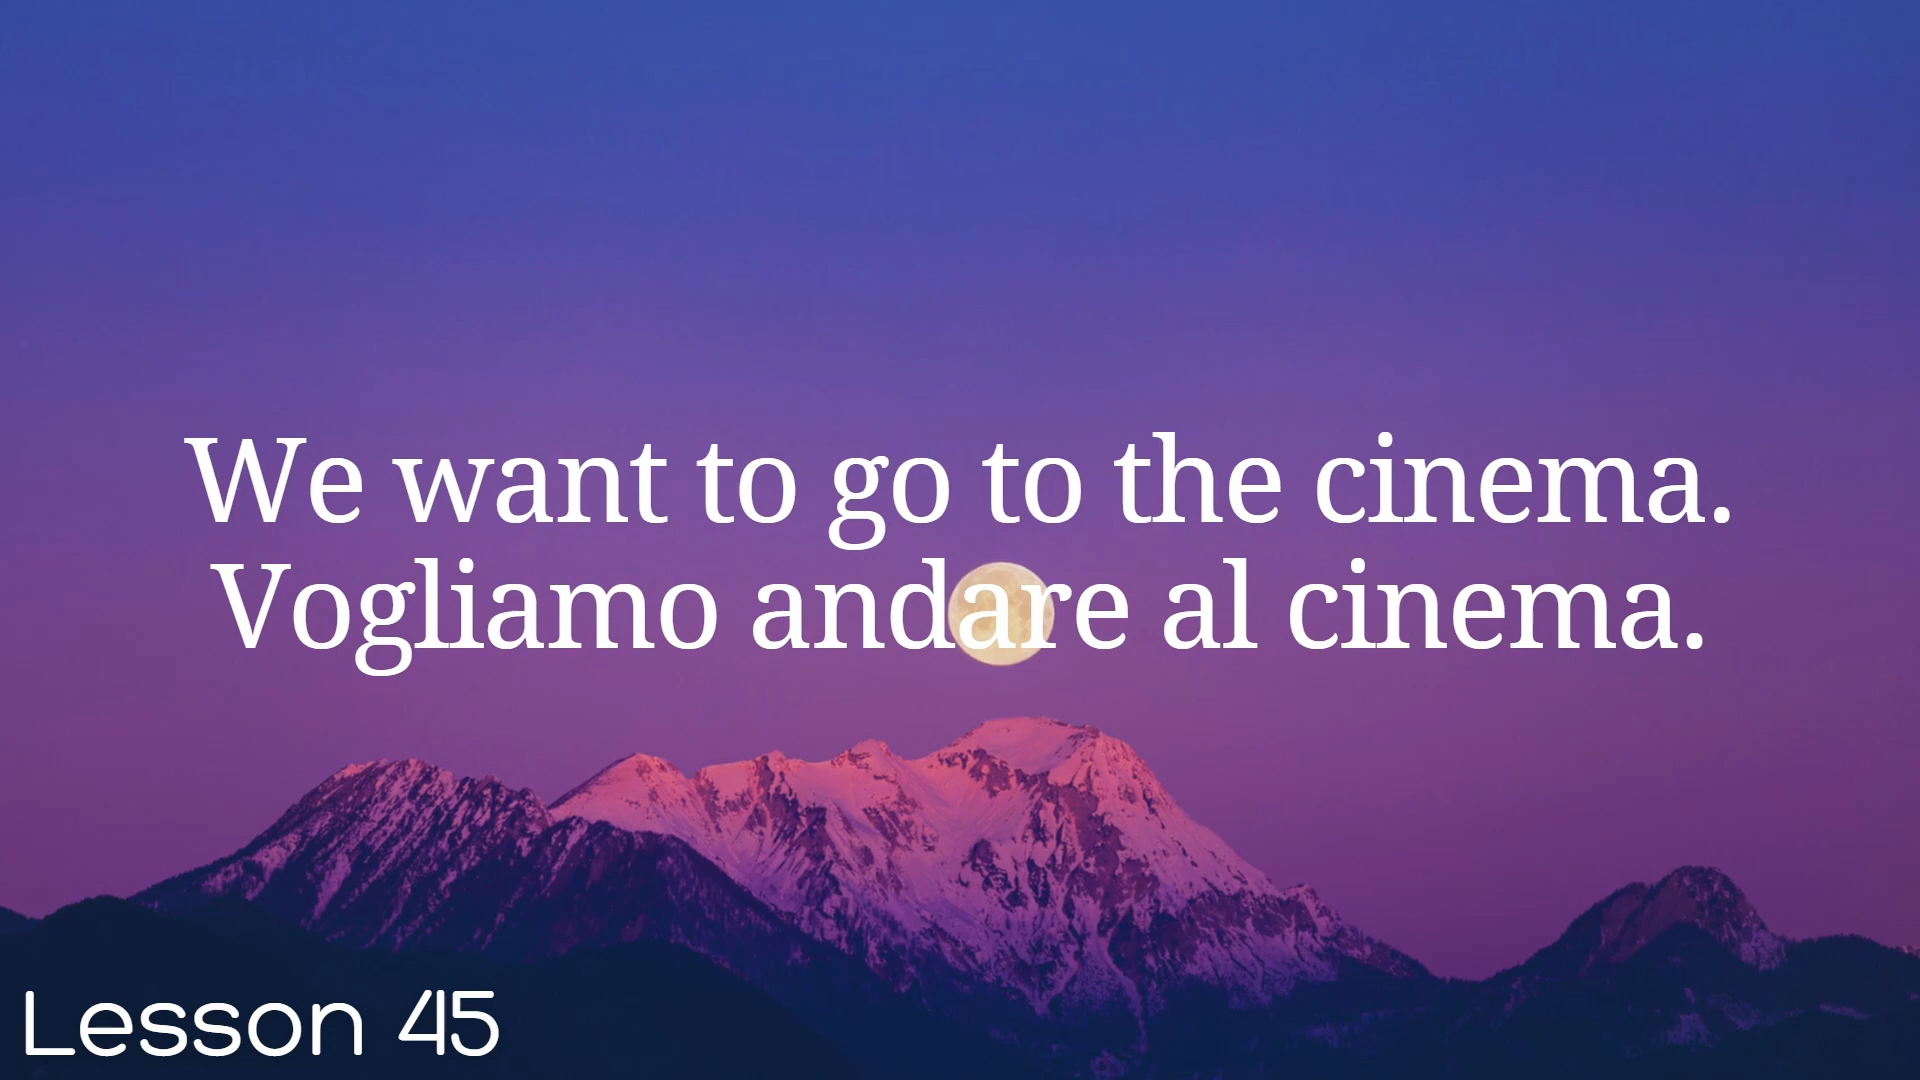 We want to go to the cinema.
Vogliamo andare al cinema.
Lesson 45